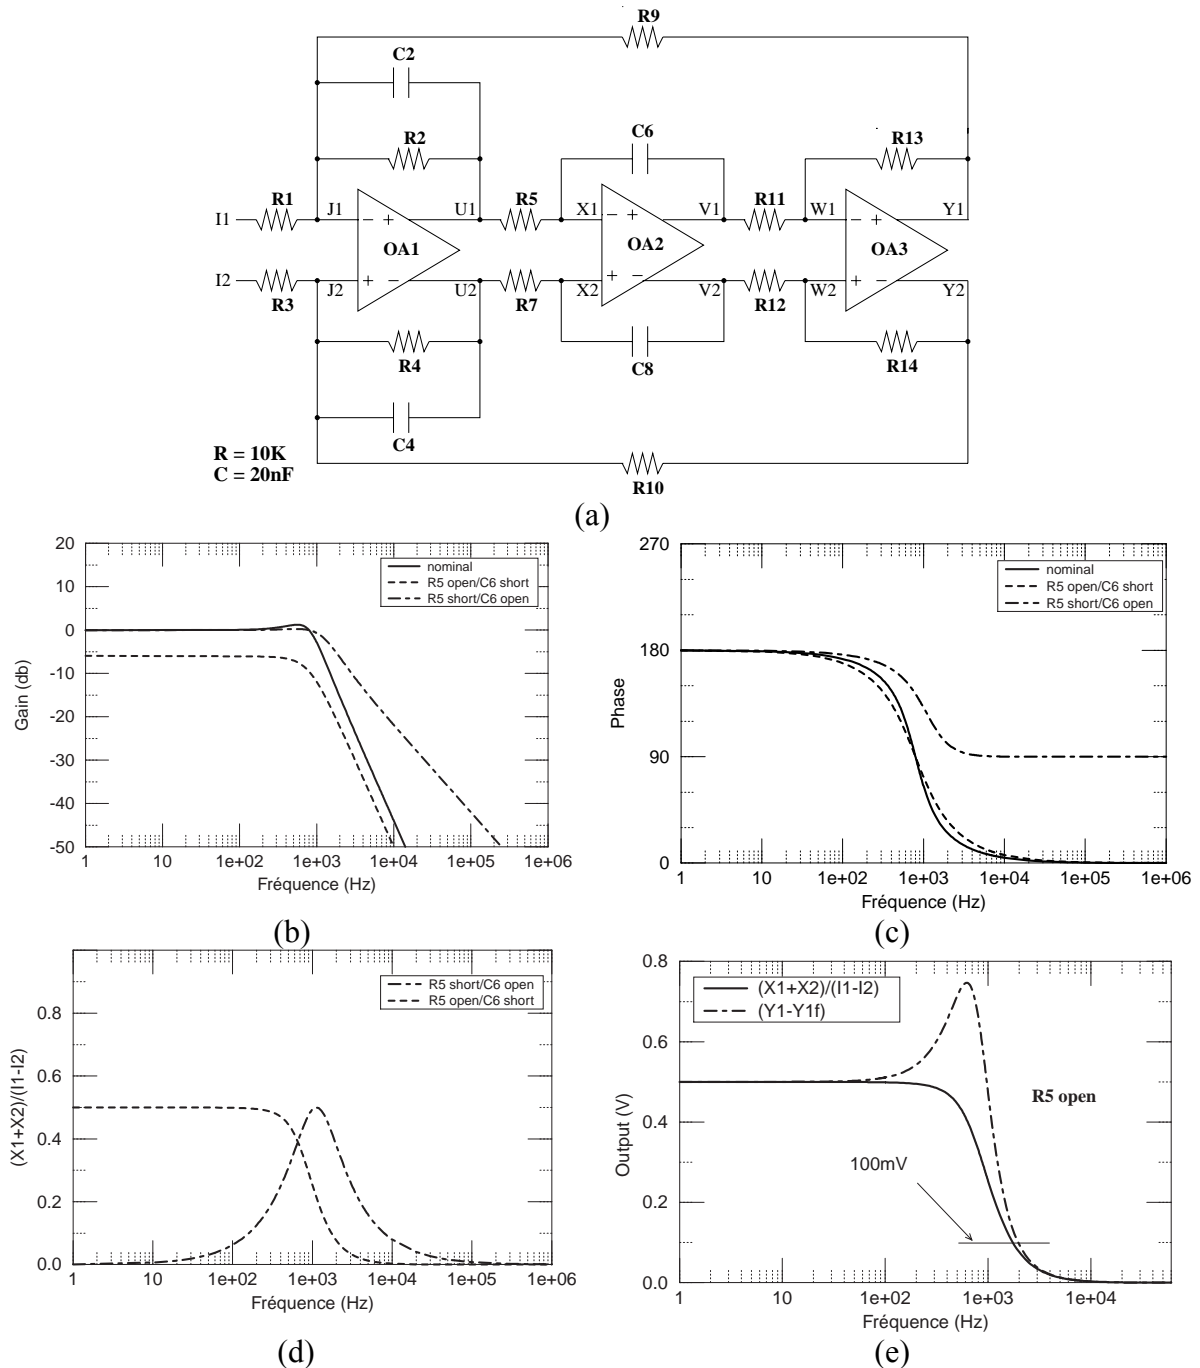 R9
C2
R2
C6
R13
R1
R5
R11
I1
J1
U1
X1
V1
W1
Y1
OA1
OA2
OA3
I2
J2
U2
X2
V2
W2
Y2
R3
R7
R12
R4
C8
R14
C4
R = 10K
C = 20nF
R10
(a)
20
10
0
-10
-20
-30
-40
-50
Gain (db)
nominal
R5 open/C6 short
R5 short/C6 open
1 10 1e+02 1e+03 1e+04 1e+05 1e+06
Fréquence (Hz)
(b)
270
180
90
0
Phase
nominal
R5 open/C6 short
R5 short/C6 open
1 10 1e+02 1e+03 1e+04 1e+05 1e+06
Fréquence (Hz)
(c)
0.8
0.6
0.4
0.2
0.0
(X1+X2)/(I1-I2)
R5 short/C6 open
R5 open/C6 short
1 10 1e+02 1e+03 1e+04 1e+05 1e+06
Fréquence (Hz)
(d)
0.8
0.6
0.4
0.2
0.0
Output (V)
(X1+X2)/(I1-I2)
(Y1-Y1f)
R5 open
100mV
1 10 1e+02 1e+03 1e+04
Fréquence (Hz)
(e)